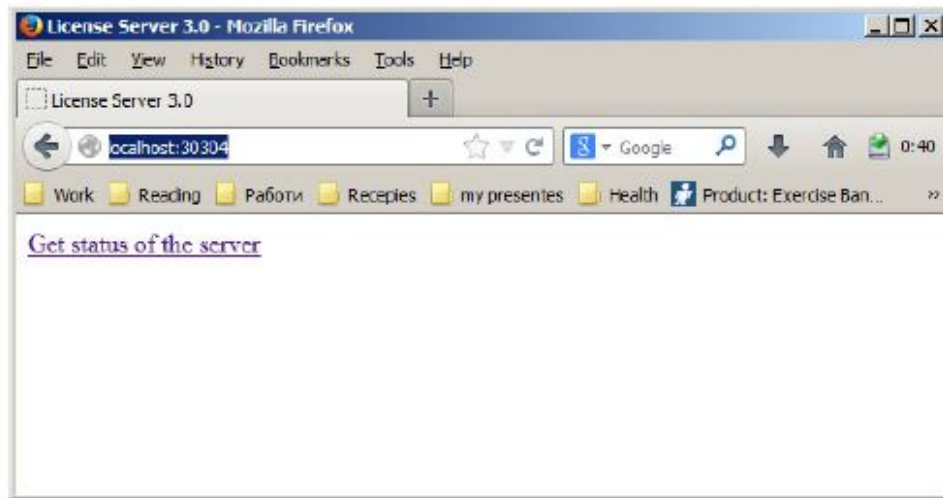 License Server 3.0 - Mozilla Firefox
File Edit View History Bookmarks Tools Help
License Server 3.0 +
localhost:30304 Google 0:40
Work Reading Работи Recepies my presentes Health Product: Exercise Ban... »
Get status of the server